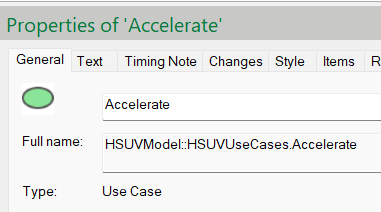 Properties of 'Accelerate'
General Text Timing Note Changes Style Items R
Accelerate
Full name: HSUVModel::HSUVUseCases.Accelerate
Type: Use Case